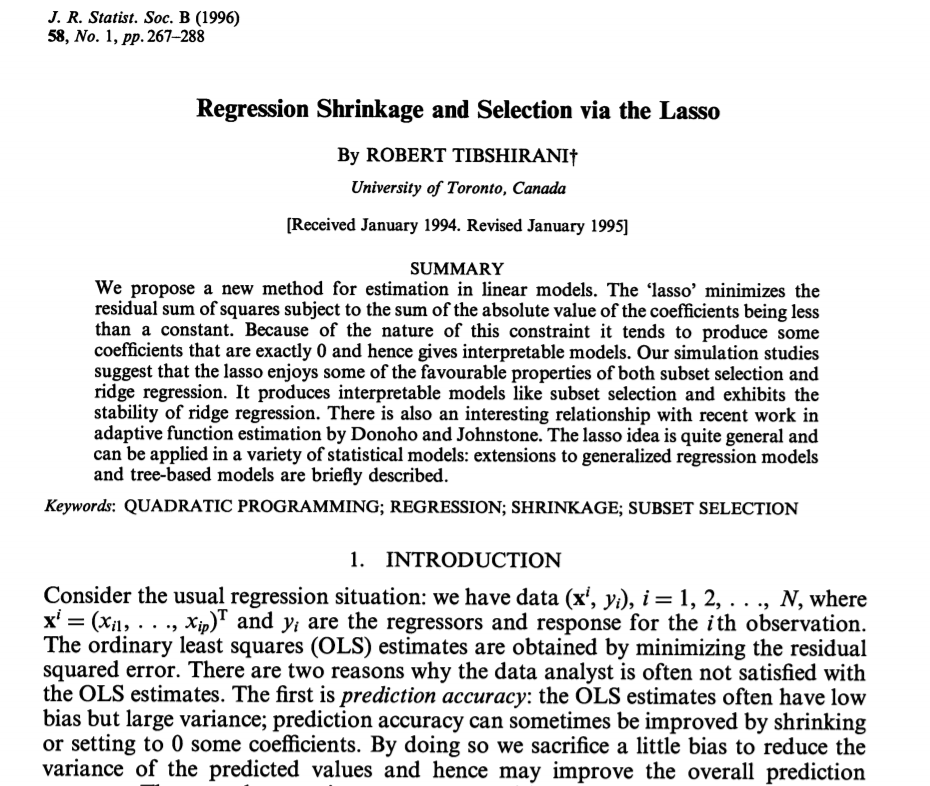 J. R. Statist. Soc. B (1996)
58, No. 1, pp. 267–288
Regression Shrinkage and Selection via the Lasso
By ROBERT TIBSHIRANI†
University of Toronto, Canada
[Received January 1994. Revised January 1995]
SUMMARY
We propose a new method for estimation in linear models. The ‘lasso’ minimizes the
residual sum of squares subject to the sum of the absolute value of the coefficients being less
than a constant. Because of the nature of this constraint it tends to produce some
coefficients that are exactly 0 and hence gives interpretable models. Our simulation studies
suggest that the lasso enjoys some of the favourable properties of both subset selection and
ridge regression. It produces interpretable models like subset selection and exhibits the
stability of ridge regression. There is also an interesting relationship with recent work in
adaptive function estimation by Donoho and Johnstone. The lasso idea is quite general and
can be applied in a variety of statistical models: extensions to generalized regression models
and tree-based models are briefly described.
Keywords: QUADRATIC PROGRAMMING; REGRESSION; SHRINKAGE; SUBSET SELECTION
1. INTRODUCTION
Consider the usual regression situation: we have data (xⁱ, yᵢ), i = 1, 2, . . ., N, where
xⁱ = (xᵢ₁, . . ., xᵢₚ)ᵀ and yᵢ are the regressors and response for the ith observation.
The ordinary least squares (OLS) estimates are obtained by minimizing the residual
squared error. There are two reasons why the data analyst is often not satisfied with
the OLS estimates. The first is prediction accuracy: the OLS estimates often have low
bias but large variance; prediction accuracy can sometimes be improved by shrinking
or setting to 0 some coefficients. By doing so we sacrifice a little bias to reduce the
variance of the predicted values and hence may improve the overall prediction